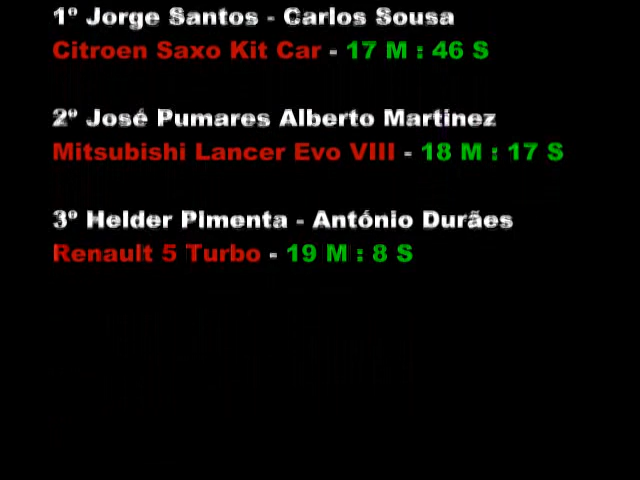 1º Jorge Santos - Carlos Sousa
Citroen Saxo Kit Car - 17 M : 46 S
2º José Pumares Alberto Martinez
Mitsubishi Lancer Evo VIII - 18 M : 17 S
3º Helder Pimenta - António Durães
Renault 5 Turbo - 19 M : 8 S